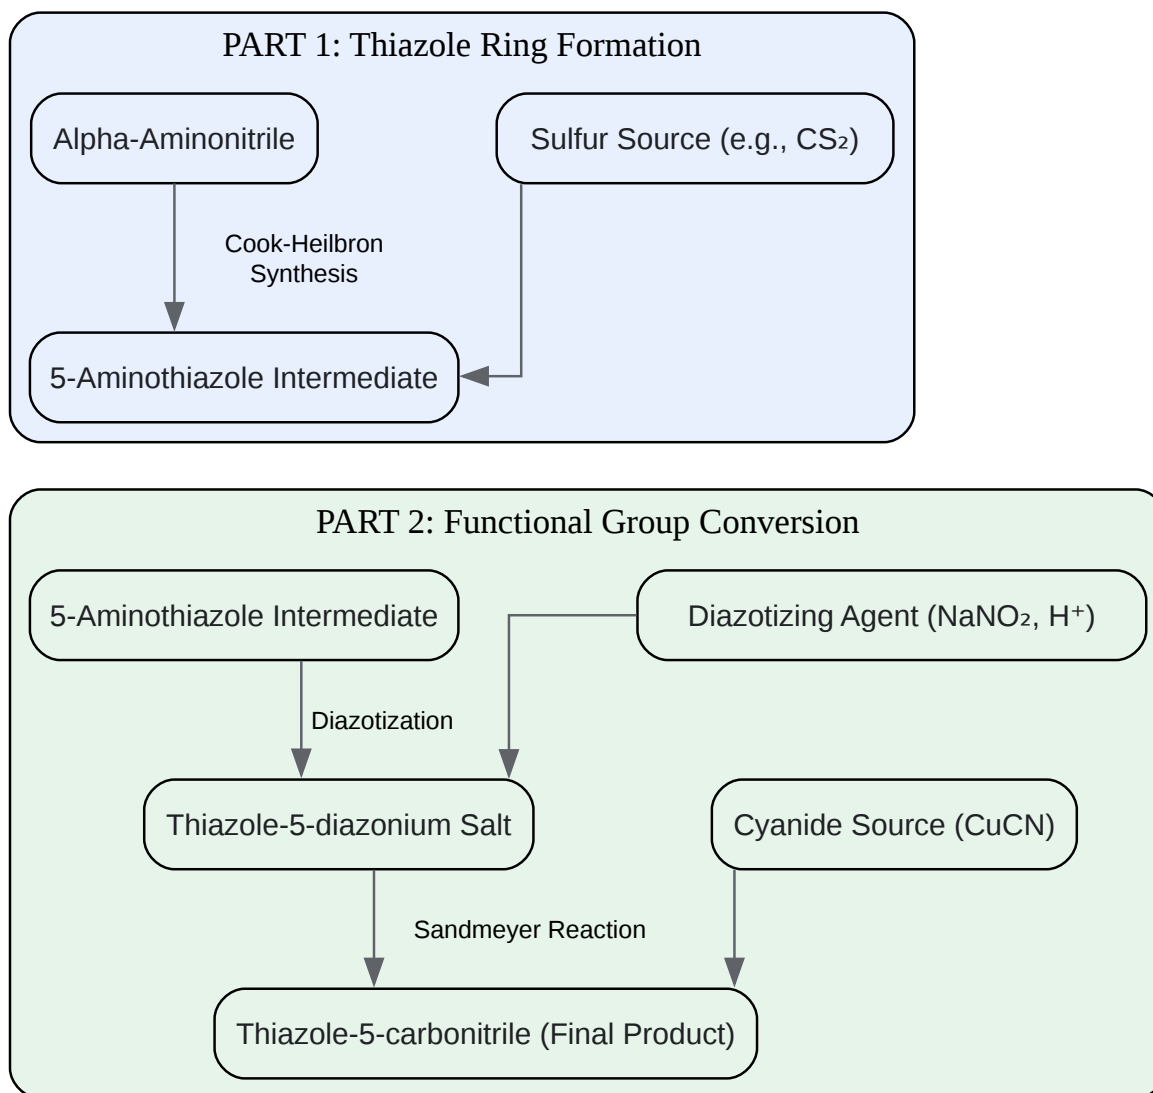 PART 1: Thiazole Ring Formation
Alpha-Aminonitrile
Sulfur Source (e.g., CS₂)
Cook-Heilbron
Synthesis
5-Aminothiazole Intermediate
PART 2: Functional Group Conversion
5-Aminothiazole Intermediate
Diazotizing Agent (NaNO₂, H⁺)
Diazotization
Thiazole-5-diazonium Salt
Cyanide Source (CuCN)
Sandmeyer Reaction
Thiazole-5-carbonitrile (Final Product)